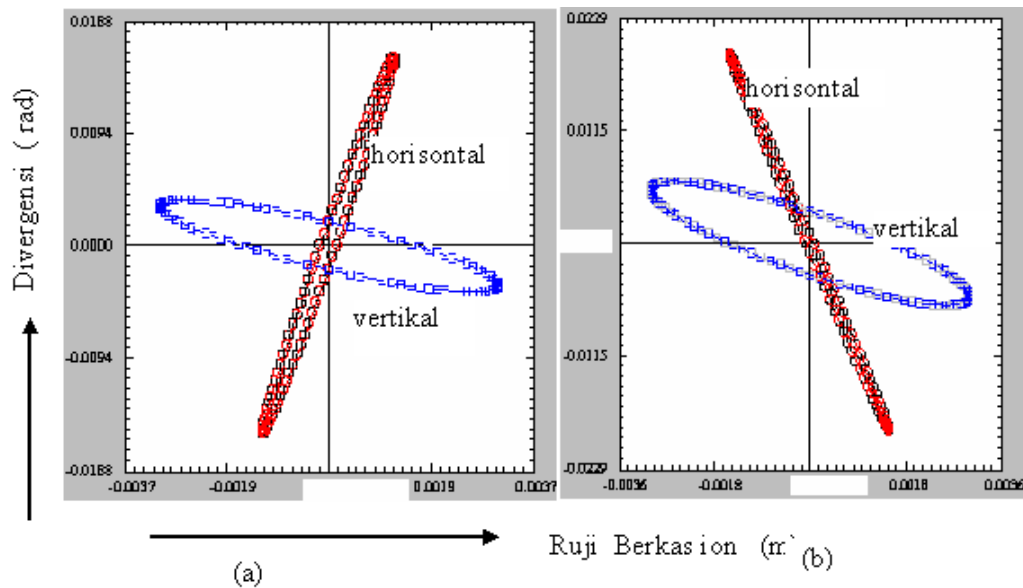 0.0188
0.0094
0.0000
-0.0094
-0.0188
-0.0037
-0.0019
0.0019
0.0037
horisontal
vertikal
Divergensi ( rad)
0.0229
0.0115
-0.0115
-0.0229
-0.0036
-0.0018
0.0018
0.0096
horisontal
vertikal
Ruji Berkasion (m`
(a)
(b)